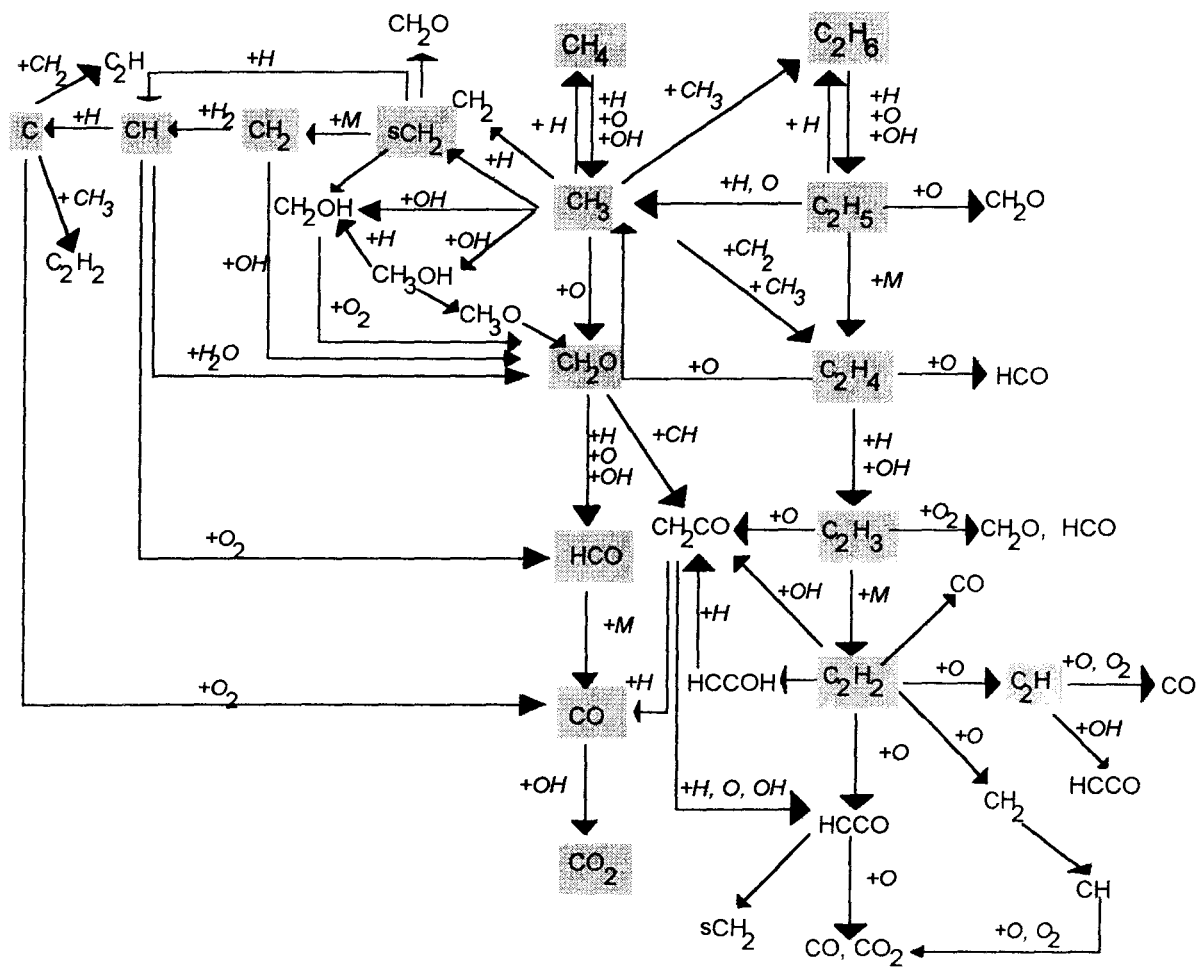 CH2O
CH4
C2H6
+CH2
C2H
+H
CH2
+CH3
+H
+O
+OH
+H
+H
+O
+OH
+H
C
+H
CH
+H2
CH2
+M
sCH2
+H
CH3
+H, O
C2H5
+O
CH2O
+CH3
CH2OH
+OH
C2H2
+OH
+H
+OH
CH3OH
+CH2
+CH3
+M
+O
+O2
CH3O
+H2O
CH2O
+O
C2H4
+O
HCO
+H
+O
+OH
+CH
+H
+OH
CH2CO
+O
C2H3
+O2
CH2O, HCO
+O2
HCO
+OH
+M
CO
+H
+M
+O2
+H
HCCOH
C2H2
+O
C2H
+O, O2
CO
CO
+O
+O
+OH
HCCO
+OH
+H, O, OH
CH2
HCCO
CO2
+O
CH
sCH2
CO, CO2
+O, O2